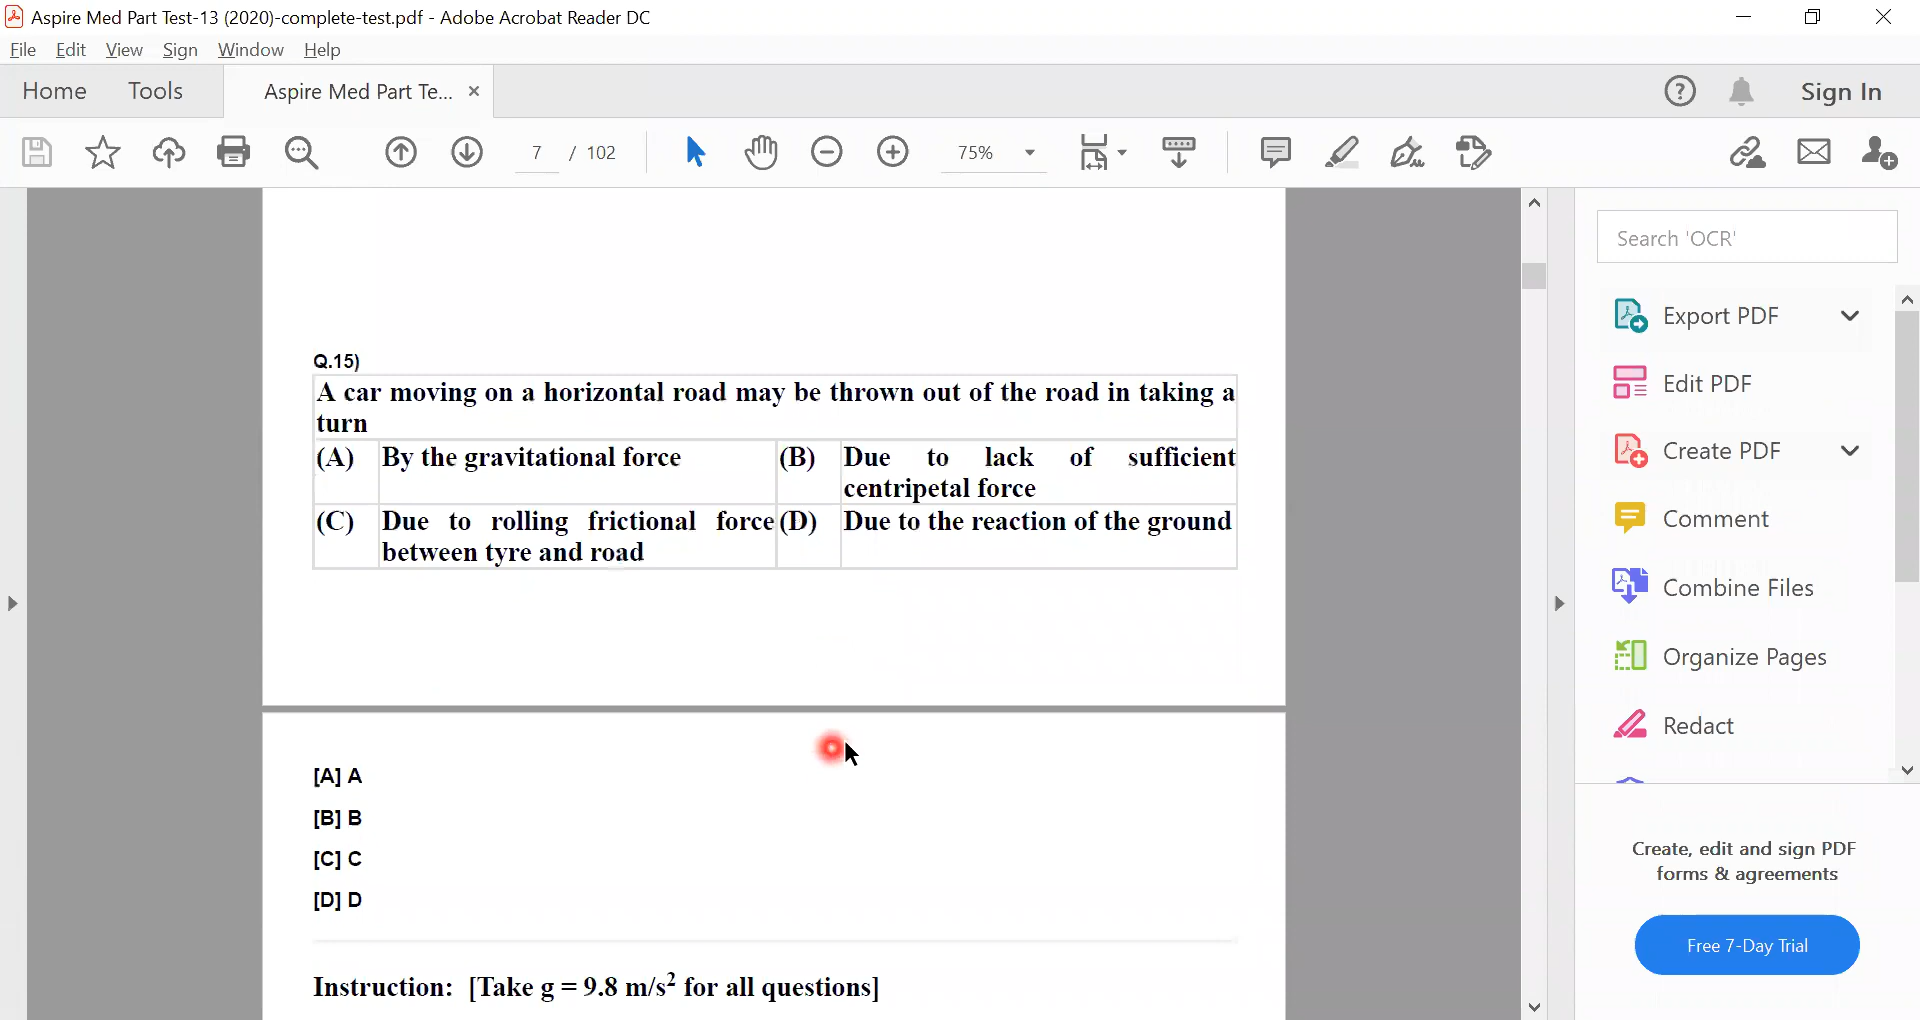 Aspire Med Part Test-13 (2020)-complete-test.pdf - Adobe Acrobat Reader DC
File Edit View Sign Window Help
Home Tools Aspire Med Part Te... × Sign In
7 / 102 75%
Search 'OCR'
Export PDF
Edit PDF
Create PDF
Comment
Combine Files
Organize Pages
Redact
Create, edit and sign PDF
forms & agreements
Free 7-Day Trial
Q.15)
A car moving on a horizontal road may be thrown out of the road in taking a
turn
(A) By the gravitational force (B) Due to lack of sufficient
centripetal force
(C) Due to rolling frictional force (D) Due to the reaction of the ground
between tyre and road
[A] A
[B] B
[C] C
[D] D
Instruction: [Take g = 9.8 m/s² for all questions]